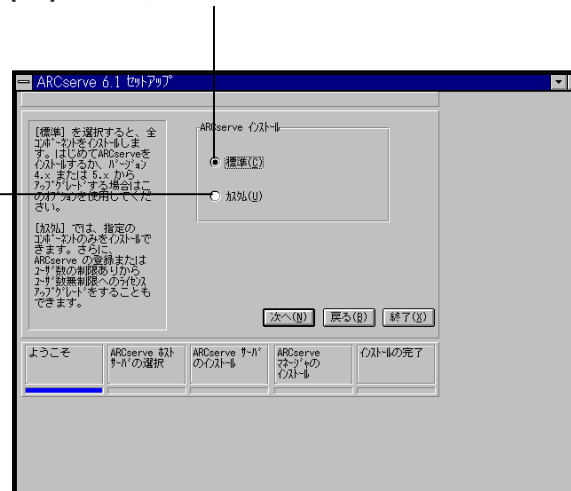 ARCserve 6.1 ｾｯﾄｱｯﾌﾟ
[標準] を選択すると、全
ｺﾝﾎﾟｰﾈﾝﾄをｲﾝｽﾄｰﾙしま
す。はじめてARCserveを
ｲﾝｽﾄｰﾙするか、ﾊﾞｰｼﾞｮﾝ
4.x または 5.x から
ｱｯﾌﾟｸﾞﾚｰﾄﾞする場合はこ
のｵﾌﾟｼｮﾝを使用してくだ
さい。
[ｶｽﾀﾑ] では、指定の
ｺﾝﾎﾟｰﾈﾝﾄのみをｲﾝｽﾄｰﾙで
きます。さらに、
ARCserve の登録または
ﾕｰｻﾞ数の制限ありから
ﾕｰｻﾞ数無制限へのﾗｲｾﾝｽ
ｱｯﾌﾟｸﾞﾚｰﾄﾞをすることも
できます。
ARCserve ｲﾝｽﾄｰﾙ
標準(C)
ｶｽﾀﾑ(U)
次へ(N) 戻る(B) 終了(X)
ようこそ
ARCserve ﾎｽﾄ
ｻｰﾊﾞの選択
ARCserve ｻｰﾊﾞ
のｲﾝｽﾄｰﾙ
ARCserve
ﾏﾈｰｼﾞｬの
ｲﾝｽﾄｰﾙ
ｲﾝｽﾄｰﾙの完了